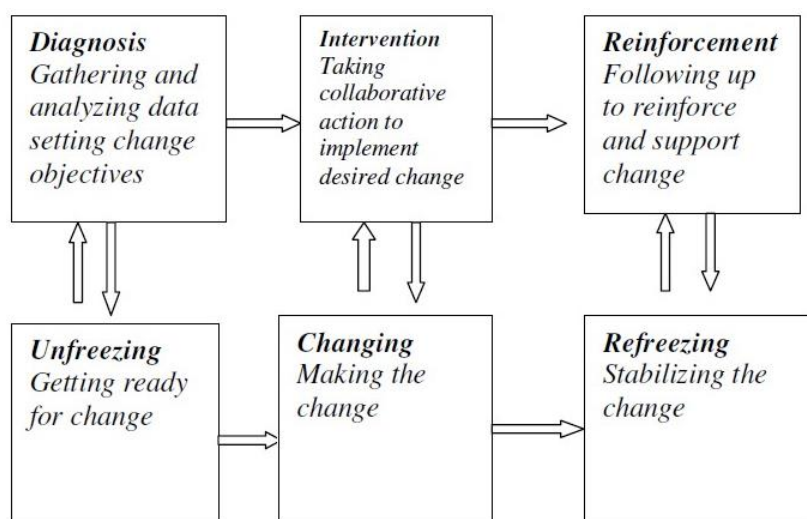 Diagnosis
Gathering and
analyzing data
setting change
objectives
Intervention
Taking
collaborative
action to
implement
desired change
Reinforcement
Following up
to reinforce
and support
change
Unfreezing
Getting ready
for change
Changing
Making the
change
Refreezing
Stabilizing the
change